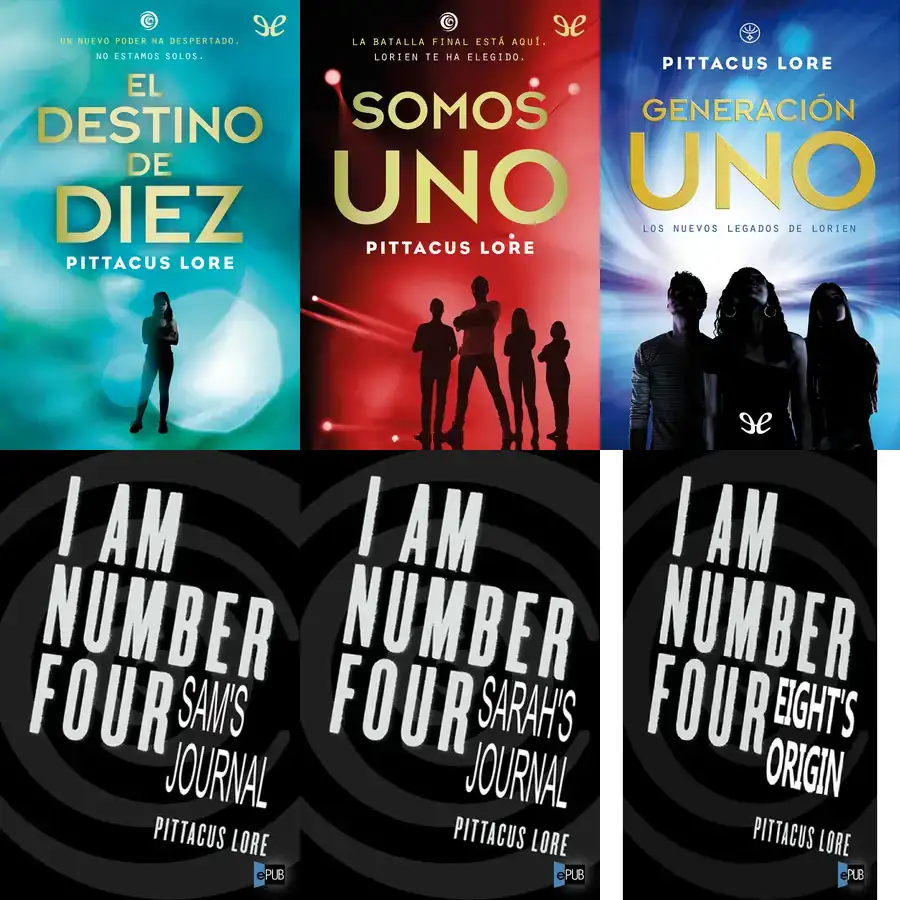 UN NUEVO PODER HA DESPERTADO.
NO ESTAMOS SOLOS.
EL
DESTINO
DE
DIEZ
PITTACUS LORE
LA BATALLA FINAL ESTÁ AQUÍ.
LORIEN TE HA ELEGIDO.
SOMOS
UNO
PITTACUS LORE
PITTACUS LORE
GENERACIÓN
UNO
LOS NUEVOS LEGADOS DE LORIEN
I AM
NUMBER
FOUR
SAM'S
JOURNAL
PITTACUS LORE
ePUB
I AM
NUMBER
FOUR
SARAH'S
JOURNAL
PITTACUS LORE
ePUB
I AM
NUMBER
FOUR
EIGHT'S
ORIGIN
PITTACUS LORE
ePUB